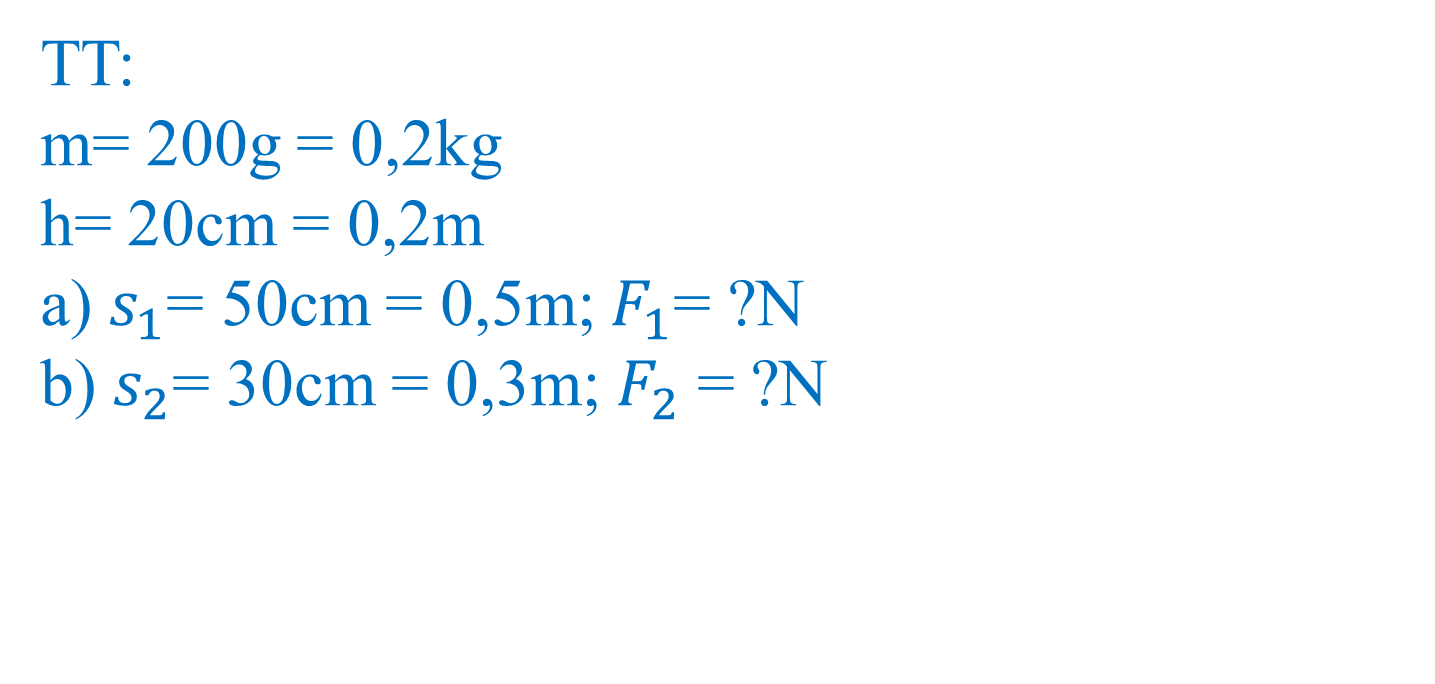 TT:
m= 200g = 0,2kg
h= 20cm = 0,2m
a) s₁= 50cm = 0,5m; F₁= ?N
b) s₂= 30cm = 0,3m; F₂ = ?N